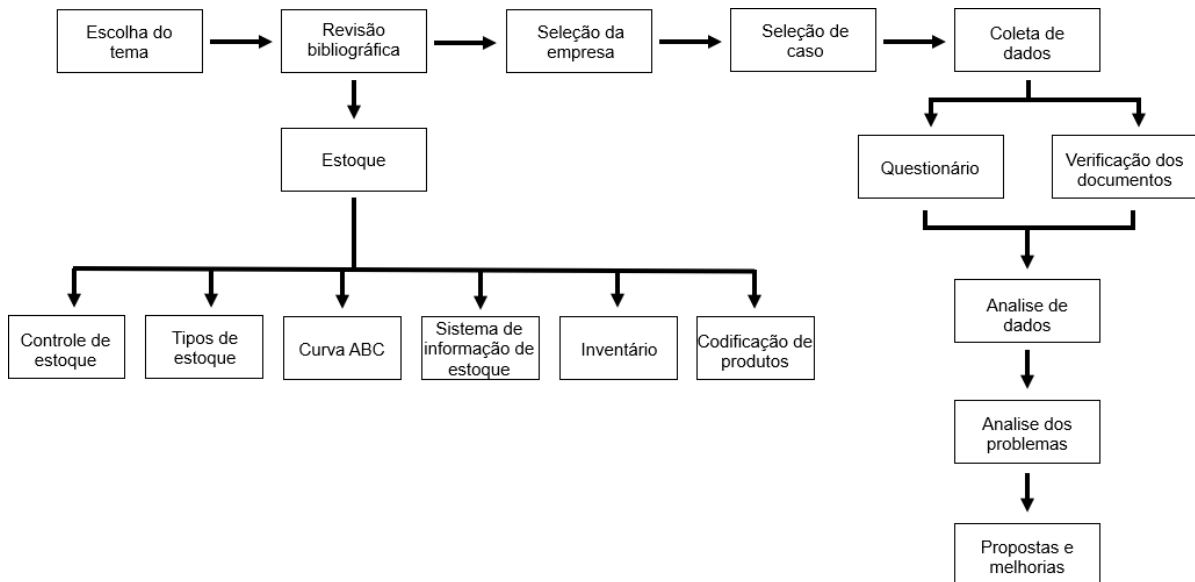 Escolha do
tema
Revisão
bibliográfica
Seleção da
empresa
Seleção de
caso
Coleta de
dados
Estoque
Questionário
Verificação dos
documentos
Controle de
estoque
Tipos de
estoque
Curva ABC
Sistema de
informação de
estoque
Inventário
Codificação de
produtos
Analise de
dados
Analise dos
problemas
Propostas e
melhorias